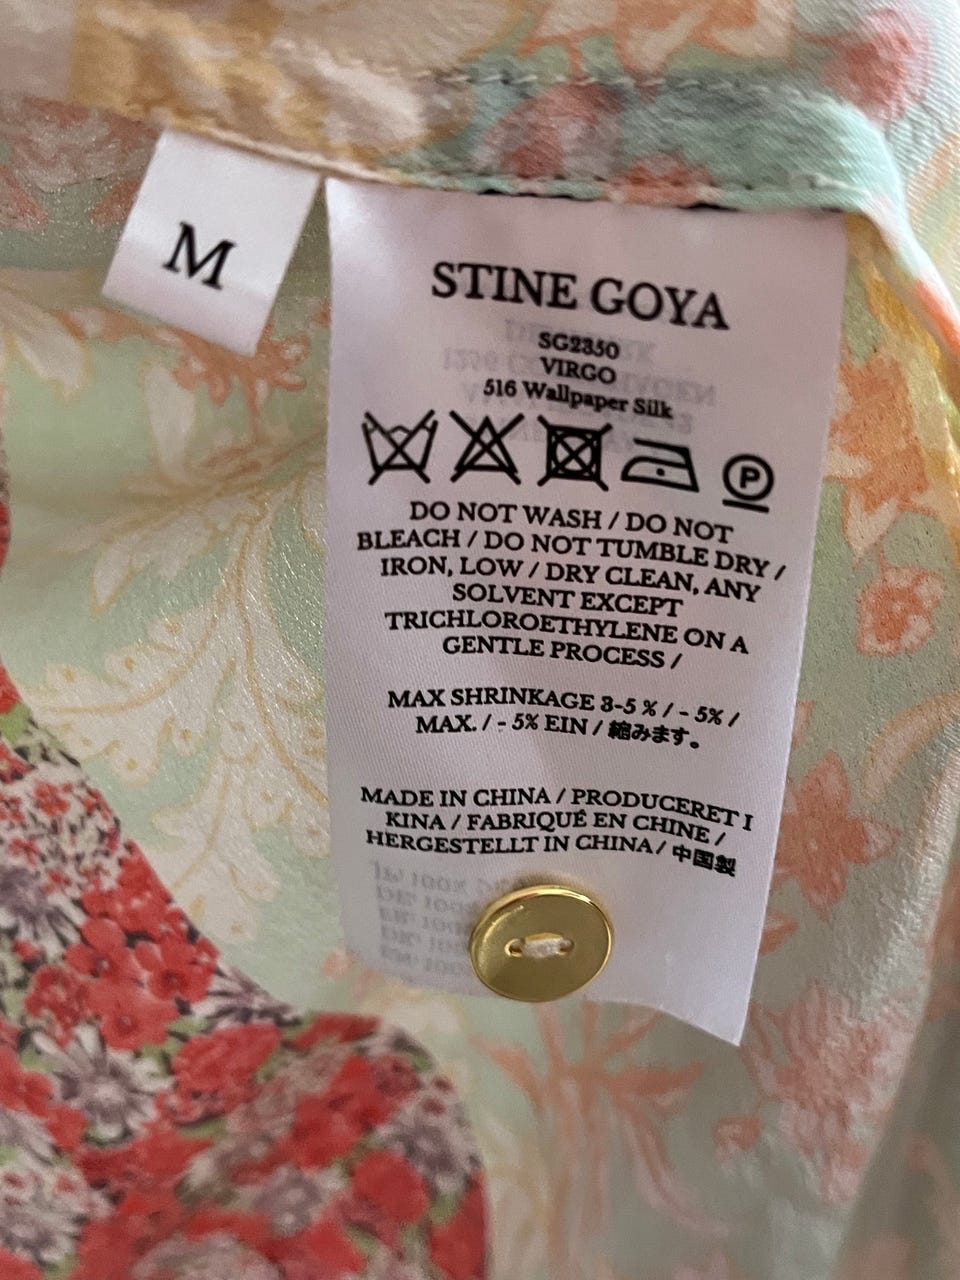 M
STINE GOYA
SG2350
VIRGO
516 Wallpaper Silk
P
DO NOT WASH / DO NOT
BLEACH / DO NOT TUMBLE DRY /
IRON, LOW / DRY CLEAN, ANY
SOLVENT EXCEPT
TRICHLOROETHYLENE ON A
GENTLE PROCESS /
MAX SHRINKAGE 3-5 % / - 5% /
MAX. / - 5% EIN / 縮みます。
MADE IN CHINA / PRODUCERET I
KINA / FABRIQUÉ EN CHINE /
HERGESTELLT IN CHINA/ 中国製